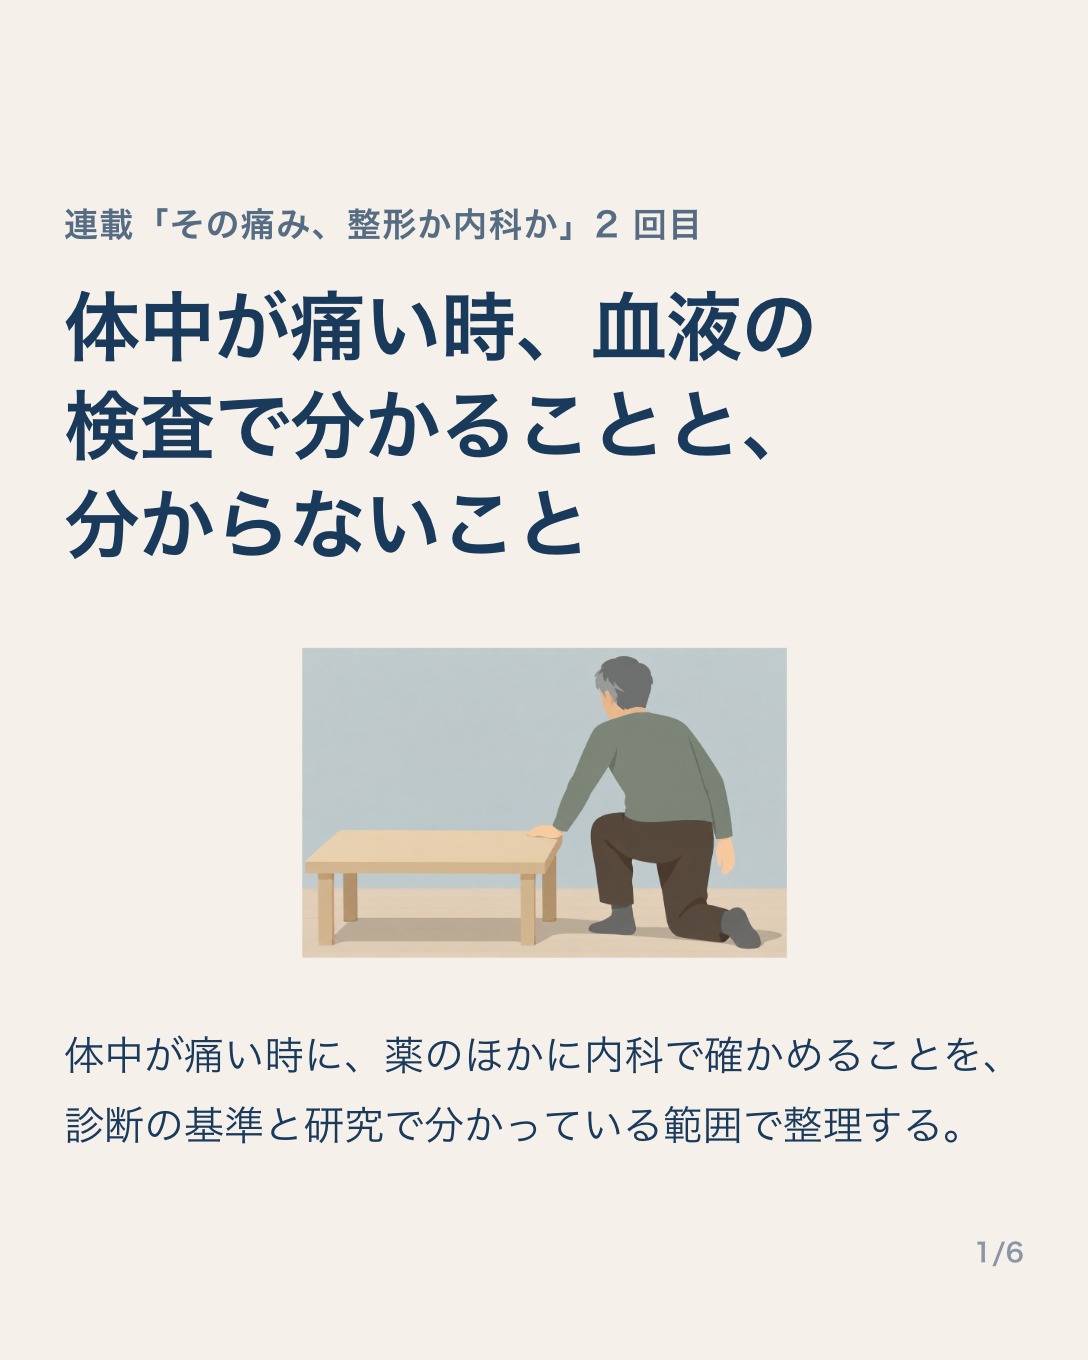 連載「その痛み、整形か内科か」2 回目
体中が痛い時、血液の
検査で分かることと、
分からないこと
体中が痛い時に、薬のほかに内科で確かめることを、
診断の基準と研究で分かっている範囲で整理する。
1/6